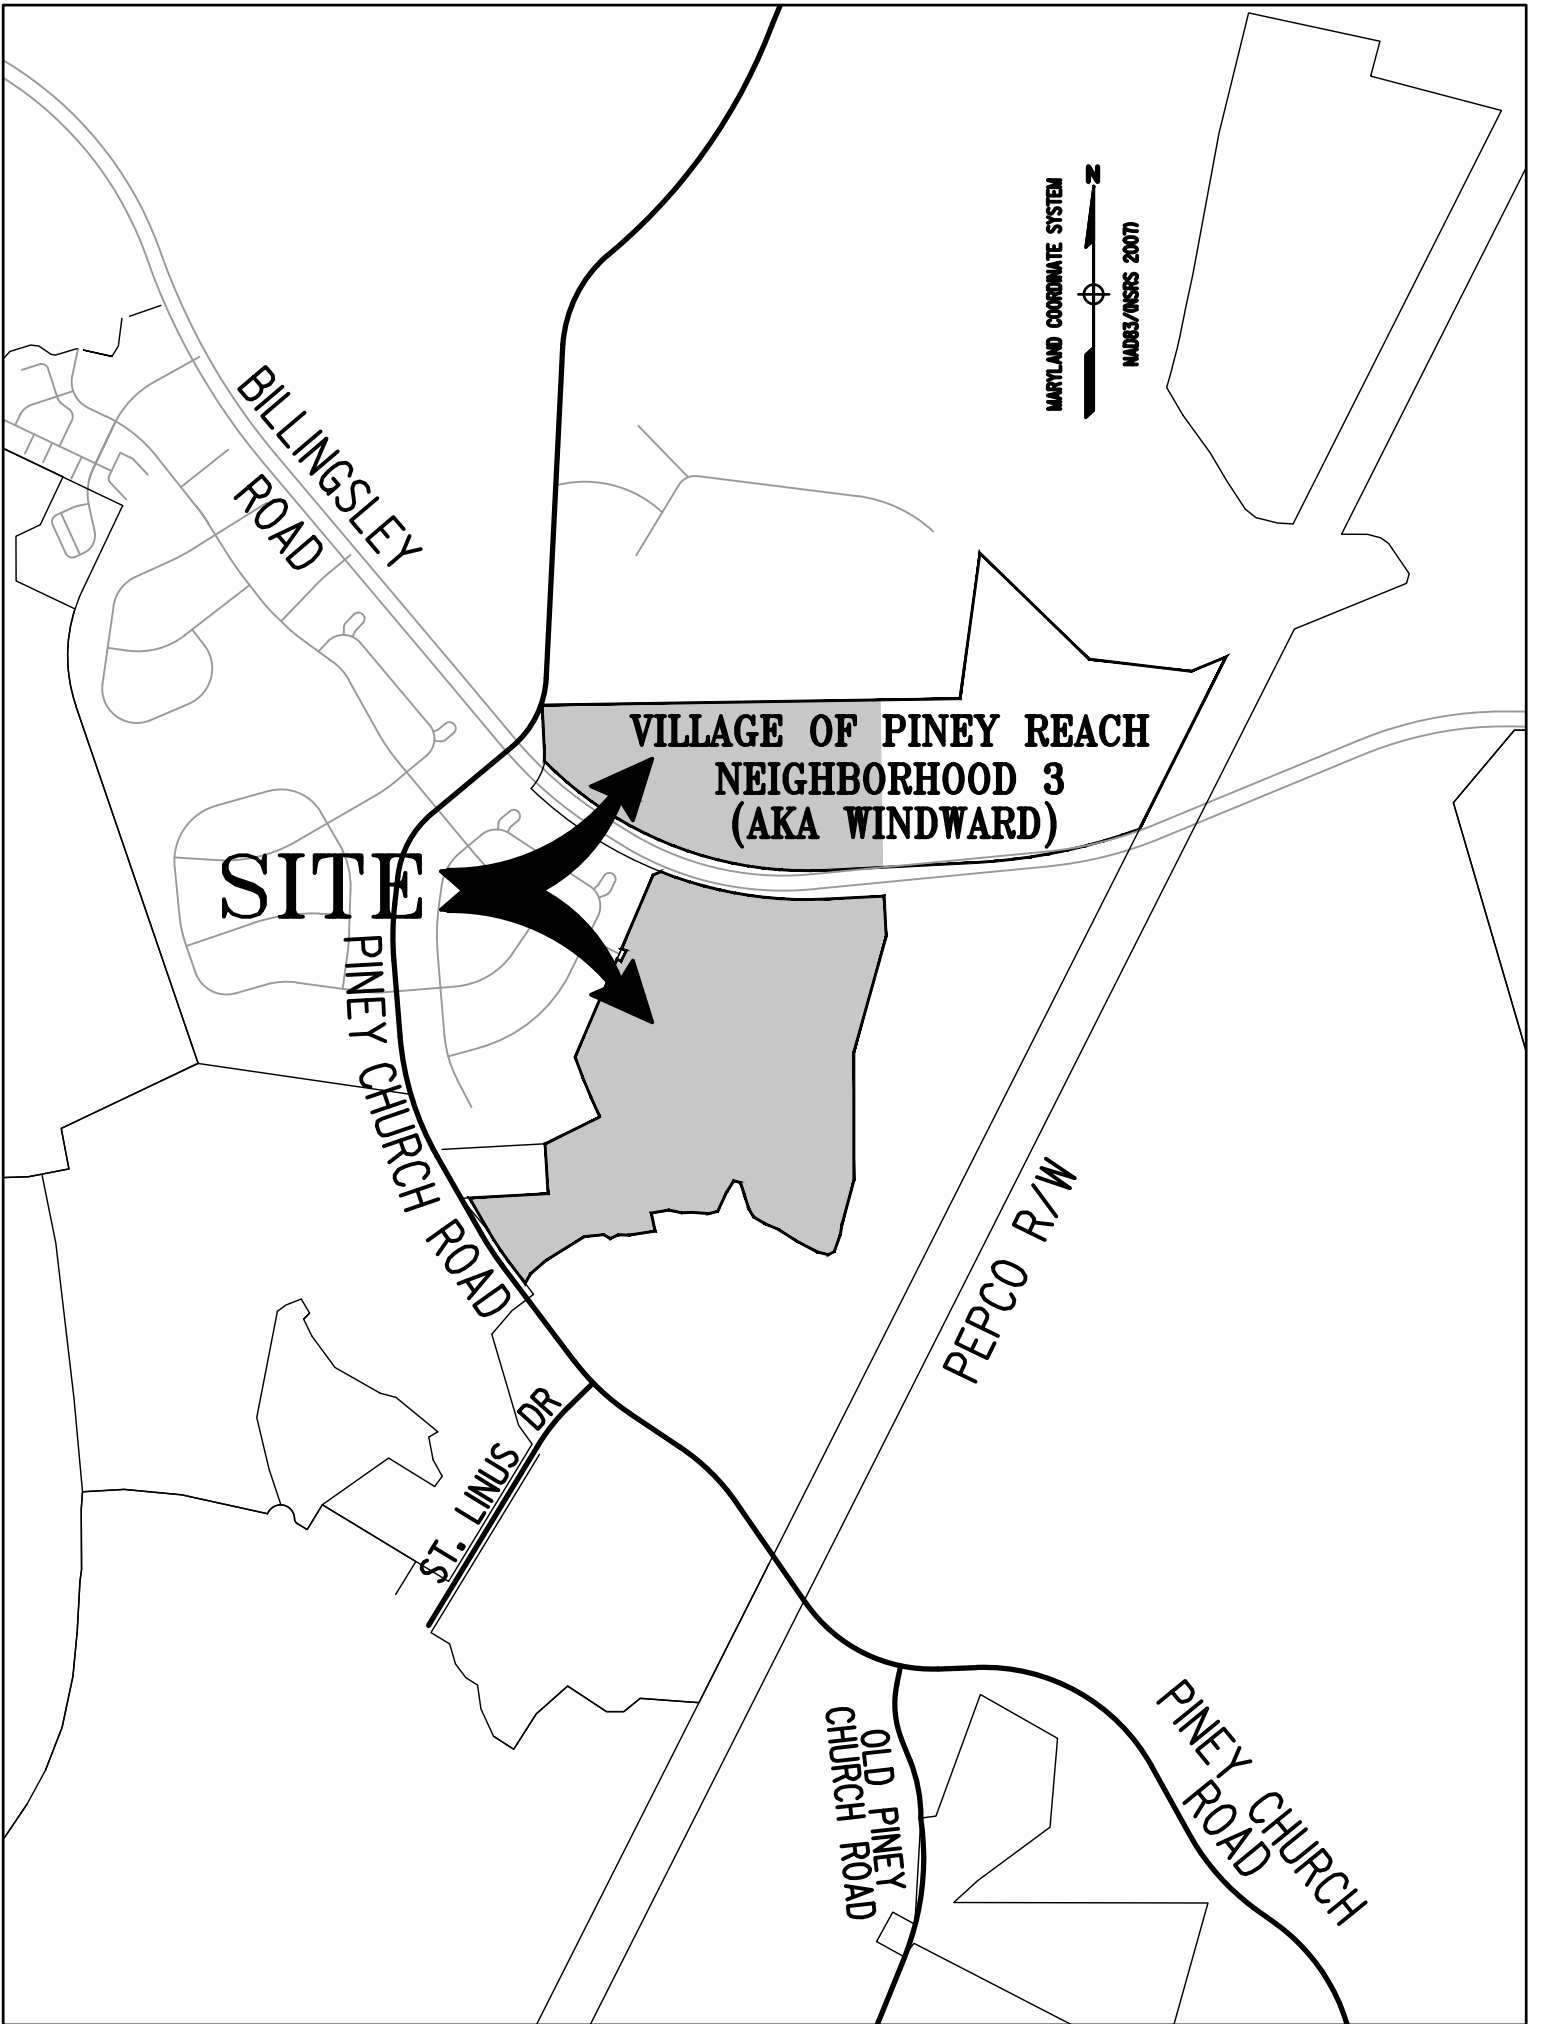 N
MARYLAND COORDINATE SYSTEM
NAD83/(NSRS 2007)
BILLINGSLEY
ROAD
VILLAGE OF PINEY REACH
NEIGHBORHOOD 3
(AKA WINDWARD)
SITE
PINEY CHURCH ROAD
PEPCO R/W
ST. LINUS DR
OLD PINEY
CHURCH ROAD
PINEY CHURCH
ROAD